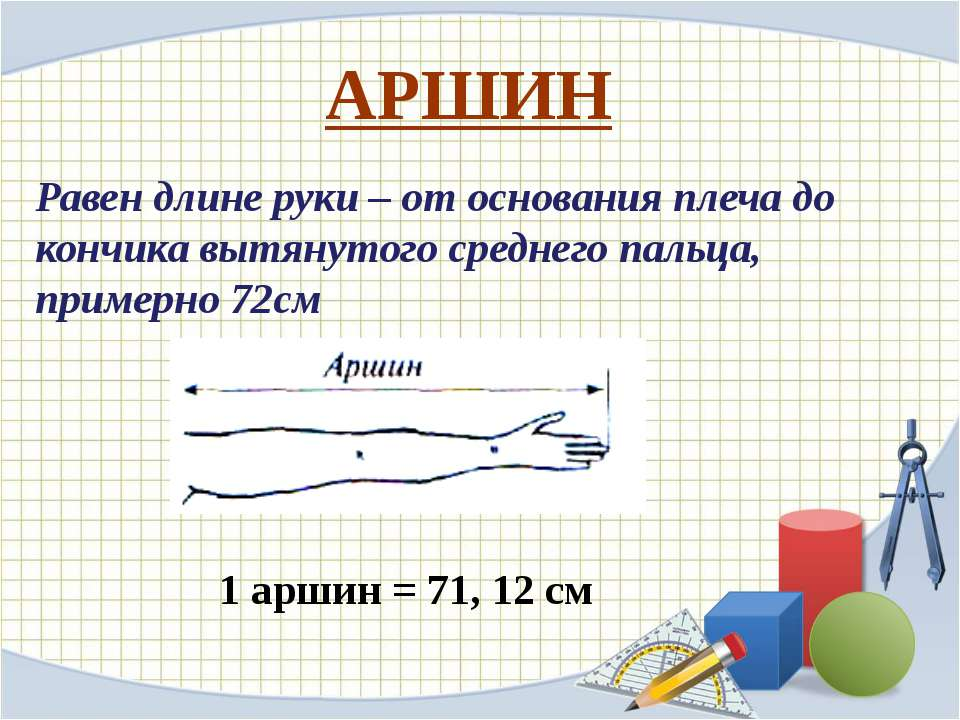 АРШИН
Равен длине руки – от основания плеча до
кончика вытянутого среднего пальца,
примерно 72см
Аршин
1 аршин = 71, 12 см